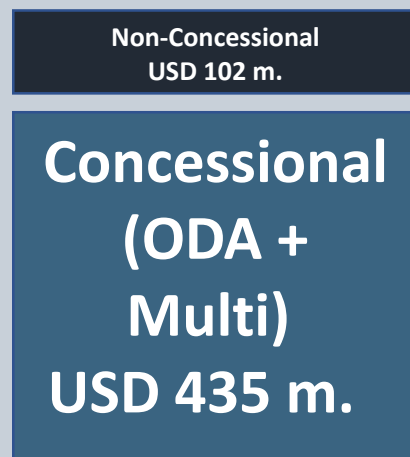 Non-Concessional
USD 102 m.
Concessional
(ODA +
Multi)
USD 435 m.